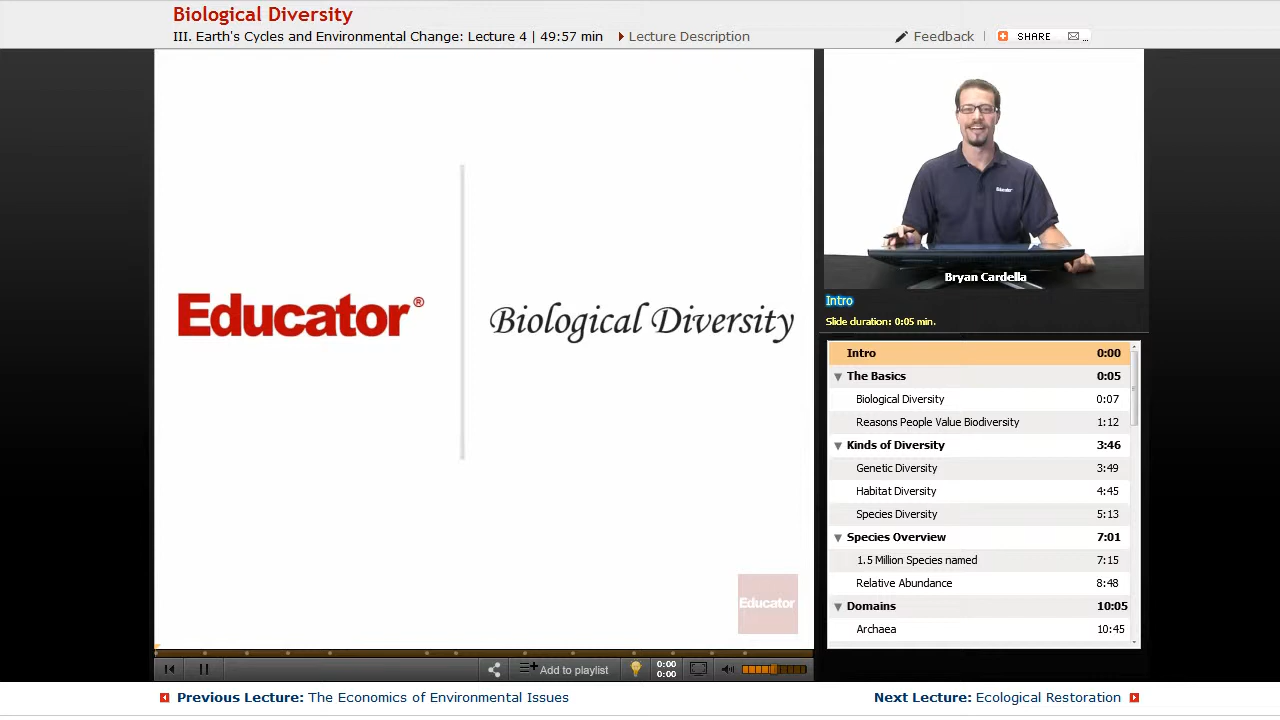 Biological Diversity
III. Earth's Cycles and Environmental Change: Lecture 4 | 49:57 min
Lecture Description
Feedback
SHARE
...
Educator®
Biological Diversity
Educator
Bryan Cardella
Intro
Slide duration: 0:05 min.
Intro 0:00
The Basics 0:05
Biological Diversity 0:07
Reasons People Value Biodiversity 1:12
Kinds of Diversity 3:46
Genetic Diversity 3:49
Habitat Diversity 4:45
Species Diversity 5:13
Species Overview 7:01
1.5 Million Species named 7:15
Relative Abundance 8:48
Domains 10:05
Archaea 10:45
Add to playlist
0:00
0:00
Previous Lecture: The Economics of Environmental Issues
Next Lecture: Ecological Restoration